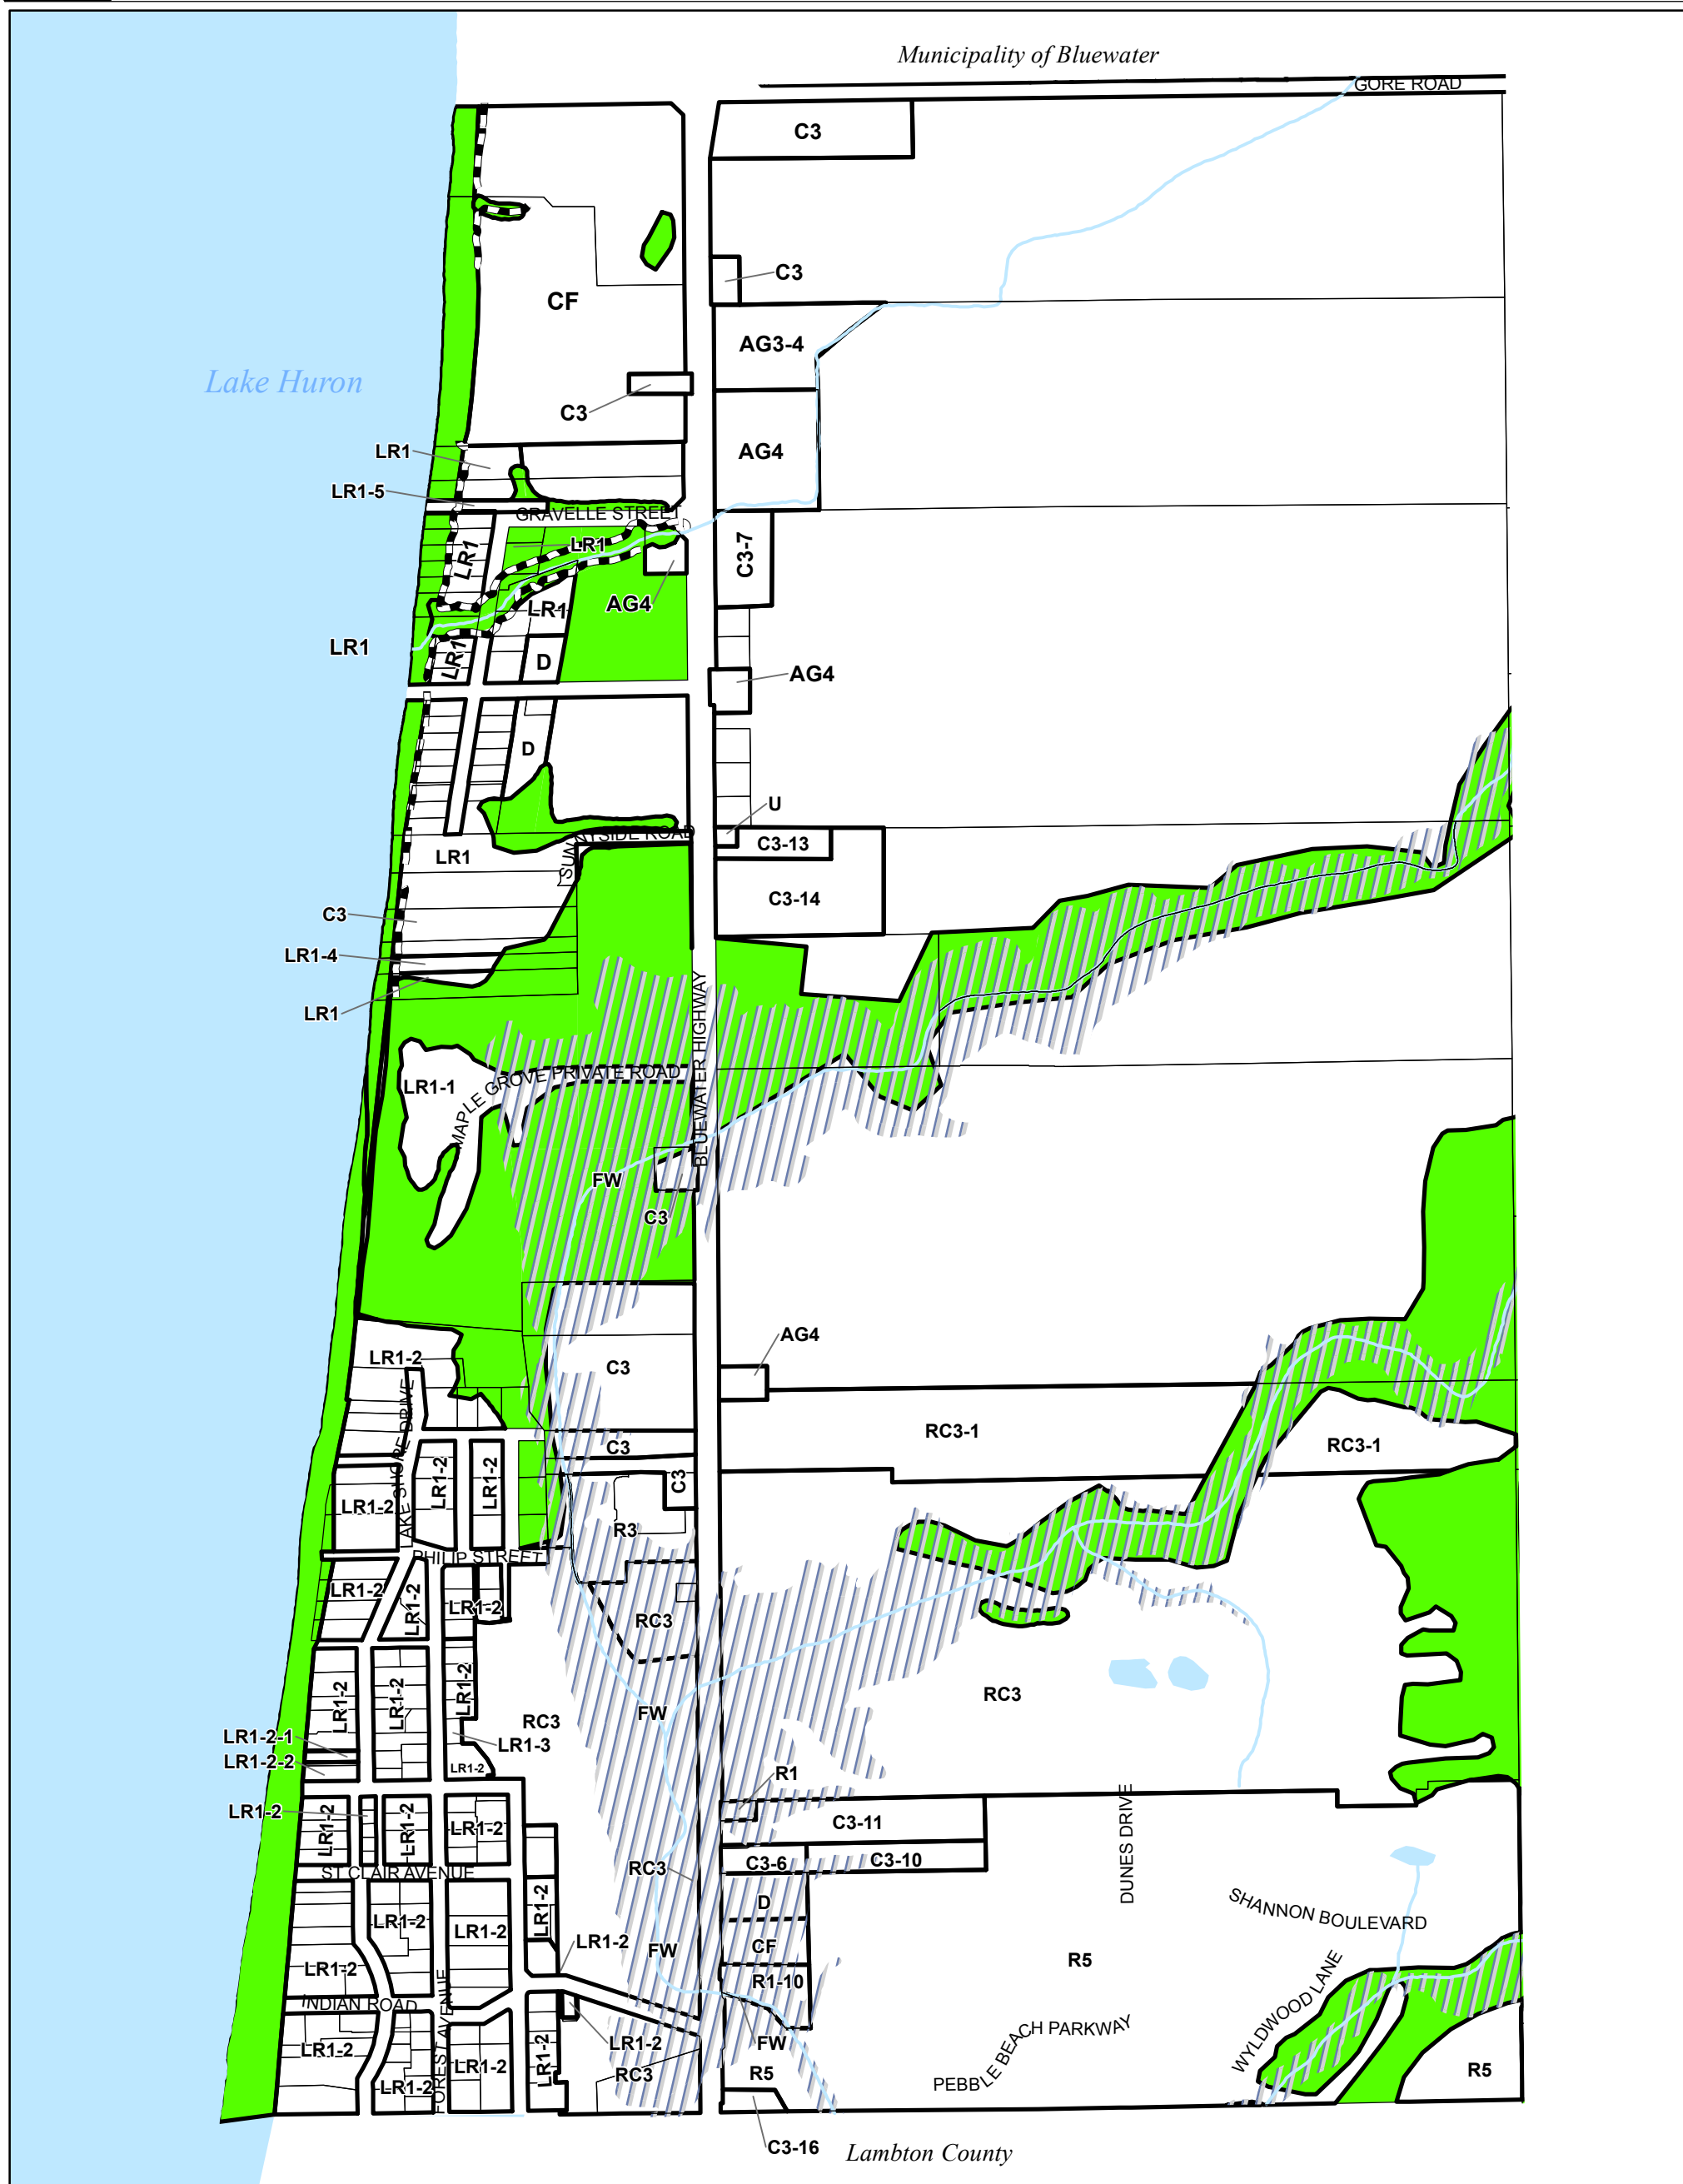 Municipality of Bluewater
GORE ROAD
C3
C3
CF
AG3-4
Lake Huron
C3
AG4
LR1
LR1-5
GRAVELLE STREET
LR1
LR1
C3-7
AG4
LR1
LR1
LR1
D
AG4
D
U
SUNNYSIDE ROAD
C3-13
LR1
C3-14
C3
LR1-4
LR1
BLUEWATER HIGHWAY
MAPLE GROVE PRIVATE ROAD
LR1-1
FW
C3
AG4
LR1-2
C3
LAKE SHORE DRIVE
RC3-1
RC3-1
C3
LR1-2
LR1-2
C3
LR1-2
R3
PHILIP STREET
LR1-2
LR1-2
LR1-2
RC3
LR1-2
LR1-2
LR1-2
RC3
FW
RC3
LR1-2-1
LR1-3
LR1-2-2
LR1-2
R1
LR1-2
LR1-2
LR1-2
LR1-2
C3-11
DUNES DRIVE
C3-6
C3-10
ST CLAIR AVENUE
RC3
D
LR1-2
LR1-2
LR1-2
SHANNON BOULEVARD
LR1-2
FW
CF
R5
LR1-2
R1-10
INDIAN ROAD
FOREST AVENUE
WYLDWOOD LANE
PEBBLE BEACH PARKWAY
LR1-2
LR1-2
FW
LR1-2
LR1-2
RC3
R5
R5
LR1-2
C3-16
Lambton County